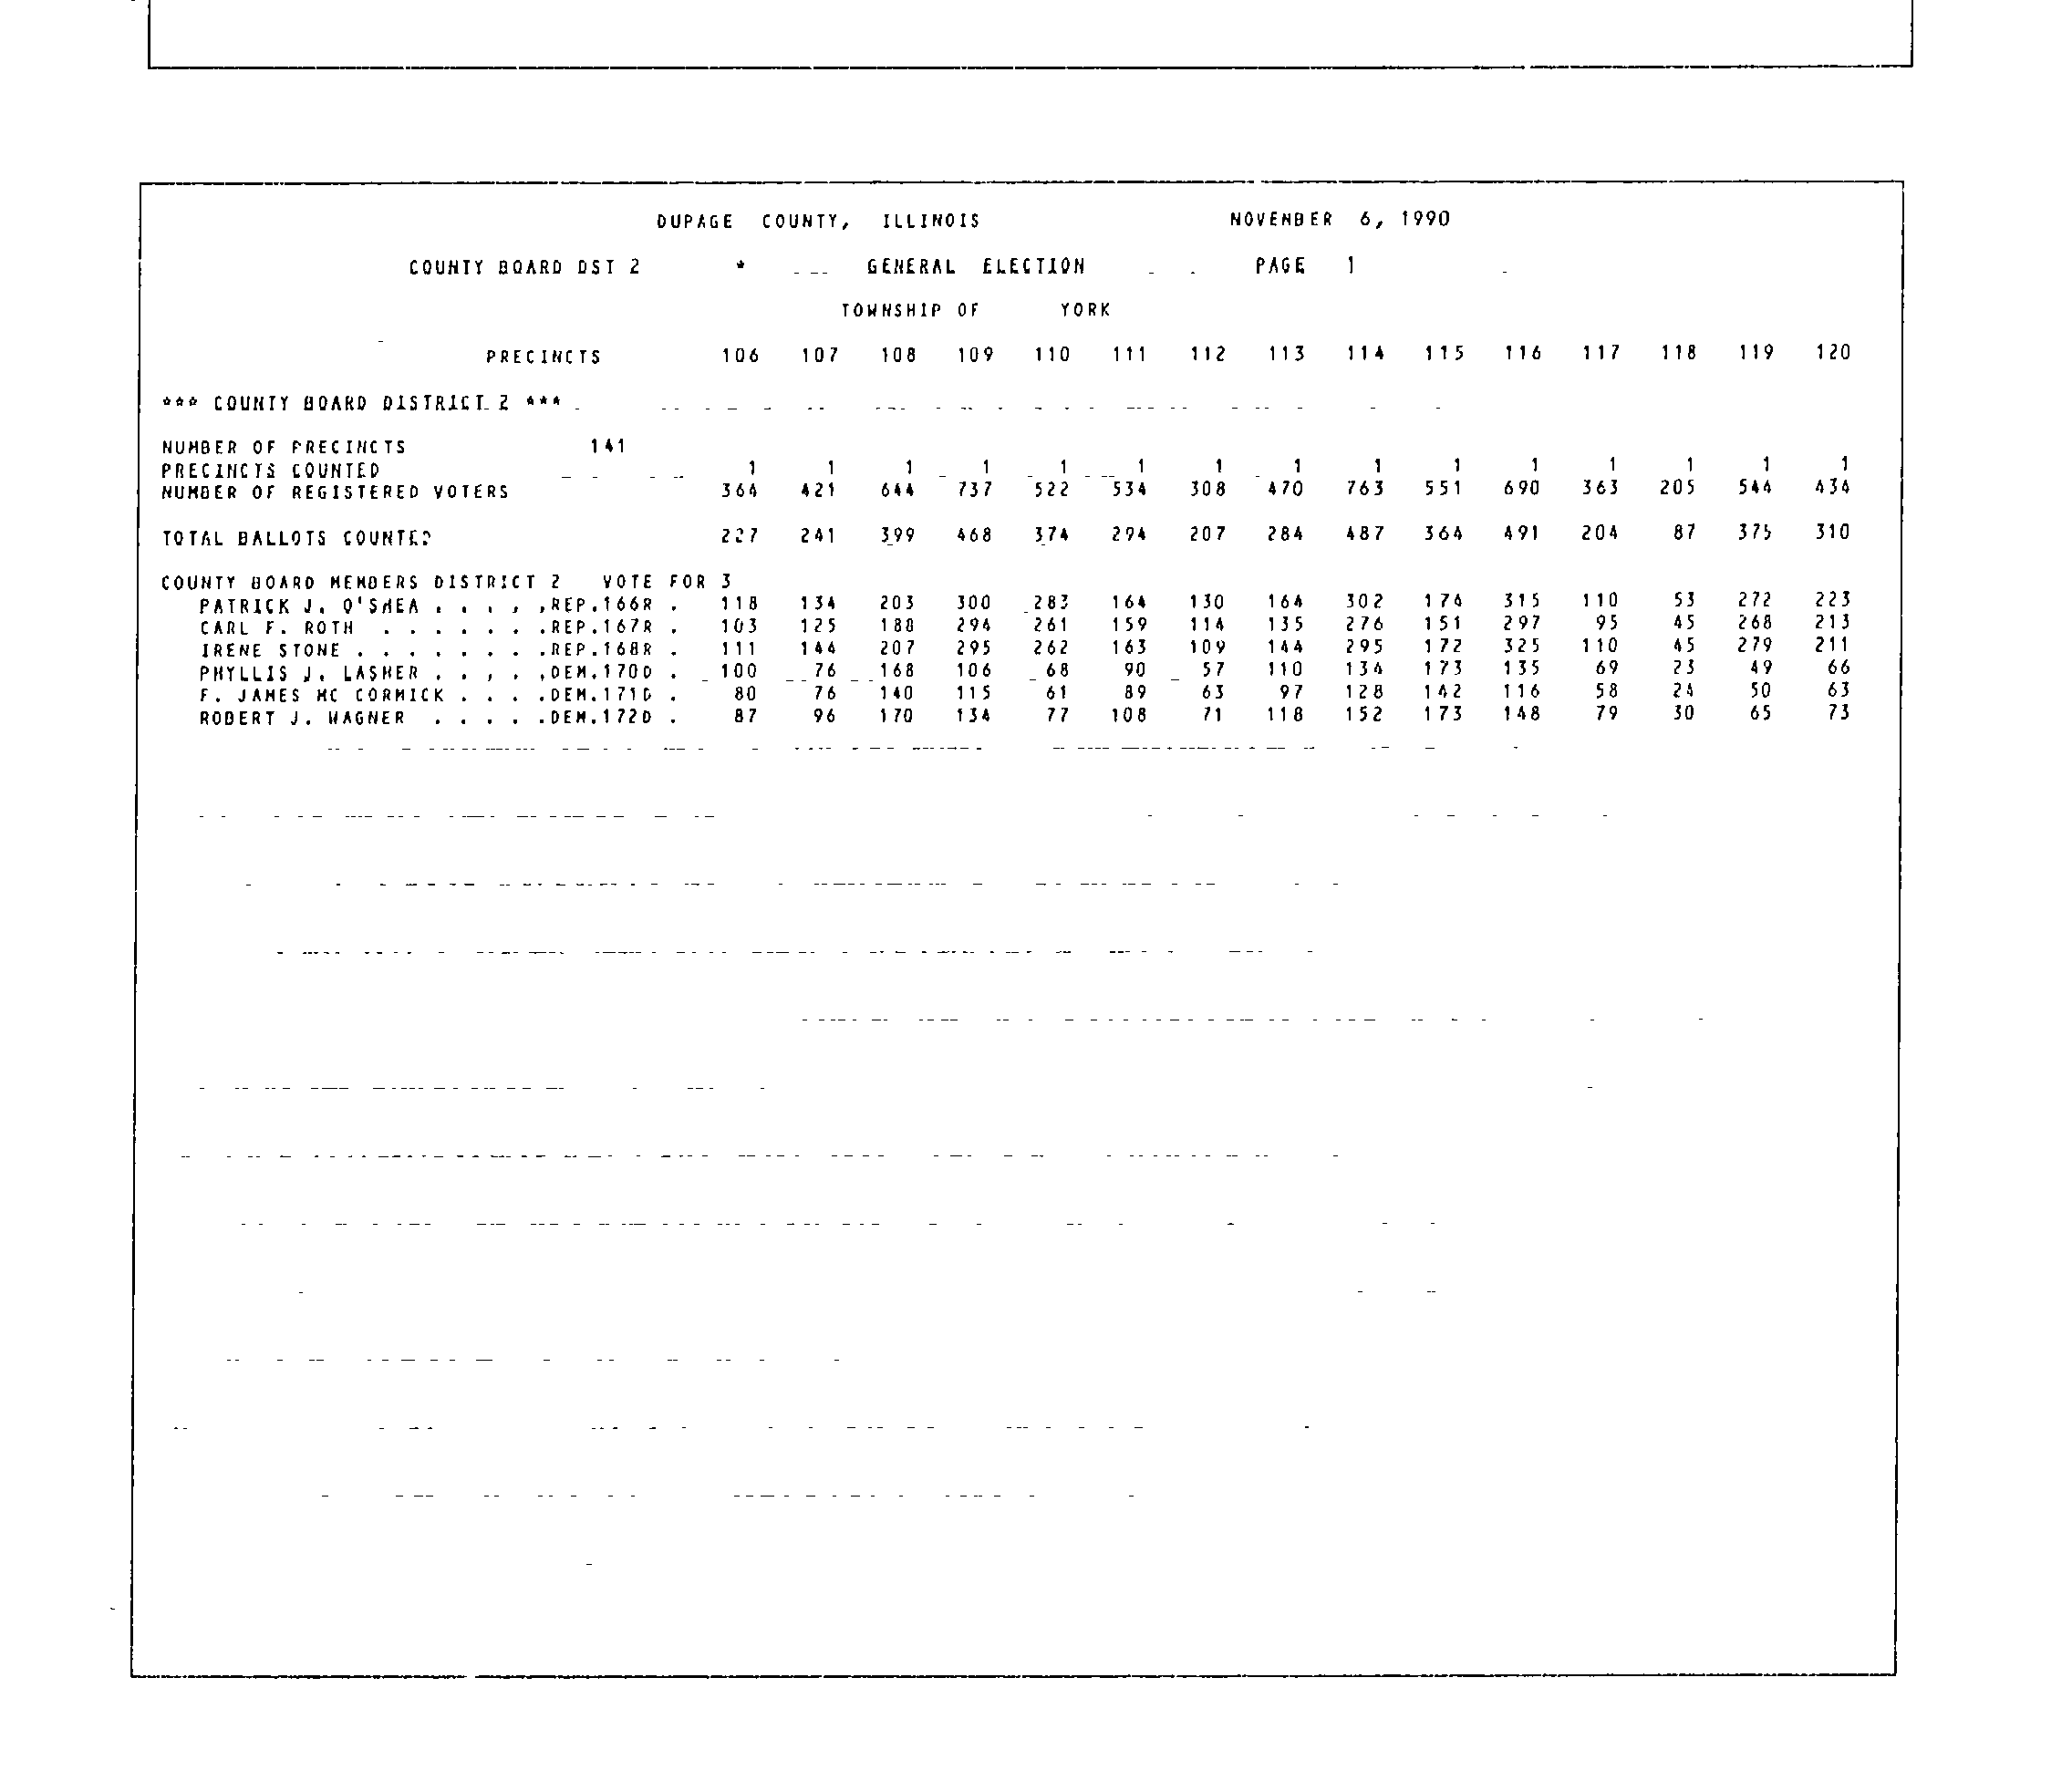 DUPAGE COUNTY, ILLINOIS NOVEMBER 6, 1990
COUNTY BOARD DST 2 * GENERAL ELECTION PAGE 1
TOWNSHIP OF YORK
PRECINCTS 106 107 108 109 110 111 112 113 114 115 116 117 118 119 120
*** COUNTY BOARD DISTRICT 2 ***
NUMBER OF PRECINCTS 141
PRECINCTS COUNTED 1 1 1 1 1 1 1 1 1 1 1 1 1 1 1
NUMBER OF REGISTERED VOTERS 364 421 644 737 522 534 308 470 763 551 690 363 205 544 434
TOTAL BALLOTS COUNTED 227 241 399 468 374 294 207 284 487 364 491 204 87 375 310
COUNTY BOARD MEMBERS DISTRICT 2 VOTE FOR 3
PATRICK J. O'SHEA . . . . .REP.166R . 118 134 203 300 283 164 130 164 302 174 315 110 53 272 223
CARL F. ROTH . . . . . . .REP.167R . 103 125 188 294 261 159 114 135 276 151 297 95 45 268 213
IRENE STONE . . . . . . . .REP.168R . 111 144 207 295 262 163 109 144 295 172 325 110 45 279 211
PHYLLIS J. LASHER . . . . .DEM.170D . 100 76 168 106 68 90 57 110 134 173 135 69 23 49 66
F. JAMES MC CORMICK . . . .DEM.171D . 80 76 140 115 61 89 63 97 128 142 116 58 24 50 63
ROBERT J. WAGNER . . . . .DEM.172D . 87 96 170 134 77 108 71 118 152 173 148 79 30 65 73